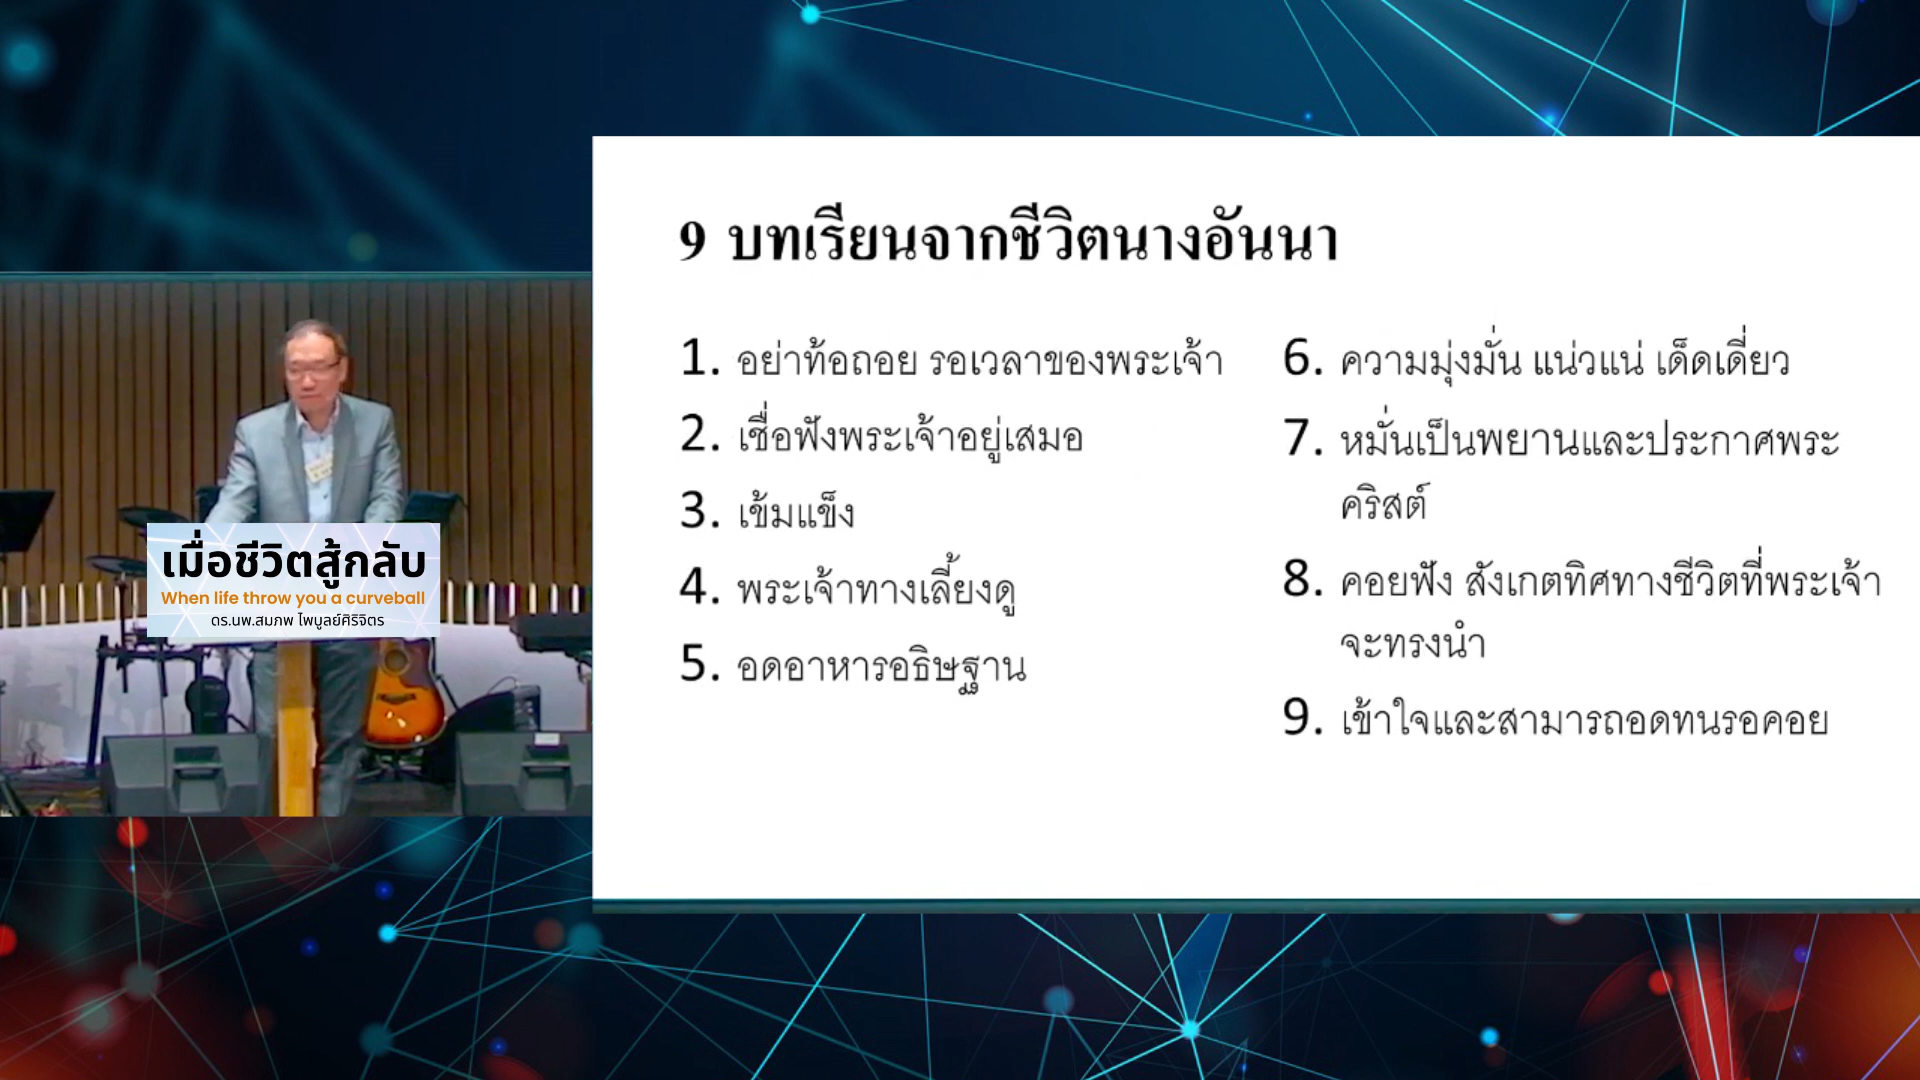 9 บทเรียนจากชีวิตนางอันนา
1. อย่าท้อถอย รอเวลาของพระเจ้า
2. เชื่อฟังพระเจ้าอยู่เสมอ
3. เข้มแข็ง
4. พระเจ้าทางเลี้ยงดู
5. อดอาหารอธิษฐาน
6. ความมุ่งมั่น แน่วแน่ เด็ดเดี่ยว
7. หมั่นเป็นพยานและประกาศพระ
คริสต์
8. คอยฟัง สังเกตทิศทางชีวิตที่พระเจ้า
จะทรงนำ
9. เข้าใจและสามารถอดทนรอคอย
เมื่อชีวิตสู้กลับ
When life throw you a curveball
ดร.นพ.สมภพ ไพบูลย์ศิริจิตร